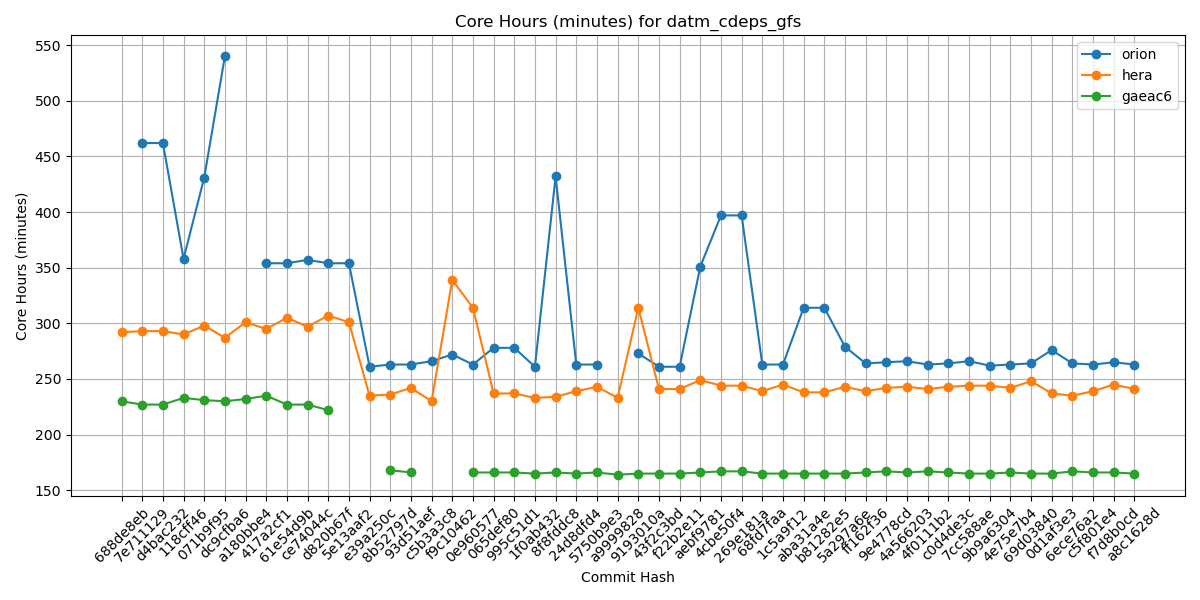 Core Hours (minutes) for datm_cdeps_gfs
orion
hera
gaeac6
Core Hours (minutes)
550
500
450
400
350
300
250
200
150
688de8eb
7e711129
d4bac232
118cff46
071b9f95
dc9cfba6
a180bbe4
417a2cf1
61e54d9b
ce74044c
d820b67f
5e13aaf2
e39a250c
8b52797d
93d51aef
c5b3a3c8
f9c10462
0e960577
065def80
995c51d1
1f0ab432
8f8fddc8
24d8dfd4
5750b9e3
a9999828
9193010a
43f253bd
f22b2e11
aebf9781
4cbe50f4
269e181a
68fd7faa
1c5a9f12
aba31a4e
b81282e5
5a297a6e
ff162f36
9e4778cd
4a566203
4f011b2
c0d4de3c
7cc588ae
9b9a6304
4e75e7b4
69d03840
0d1af3e3
6ece76a2
c5f801e4
f7d8b0cd
a8c1628d
Commit Hash